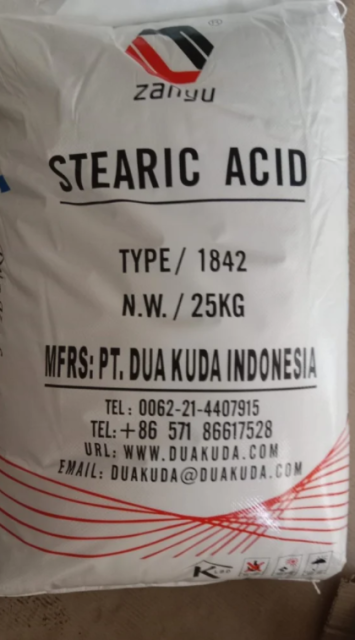 zanyu
STEARIC ACID
TYPE/ 1842
N.W. / 25KG
MFRS: PT. DUA KUDA INDONESIA
TEL: 0062-21-4407915
TEL: +86 571 86617528
URL: WWW.DUAKUDA.COM
EMAIL: DUAKUDA@DUAKUDA.COM
K